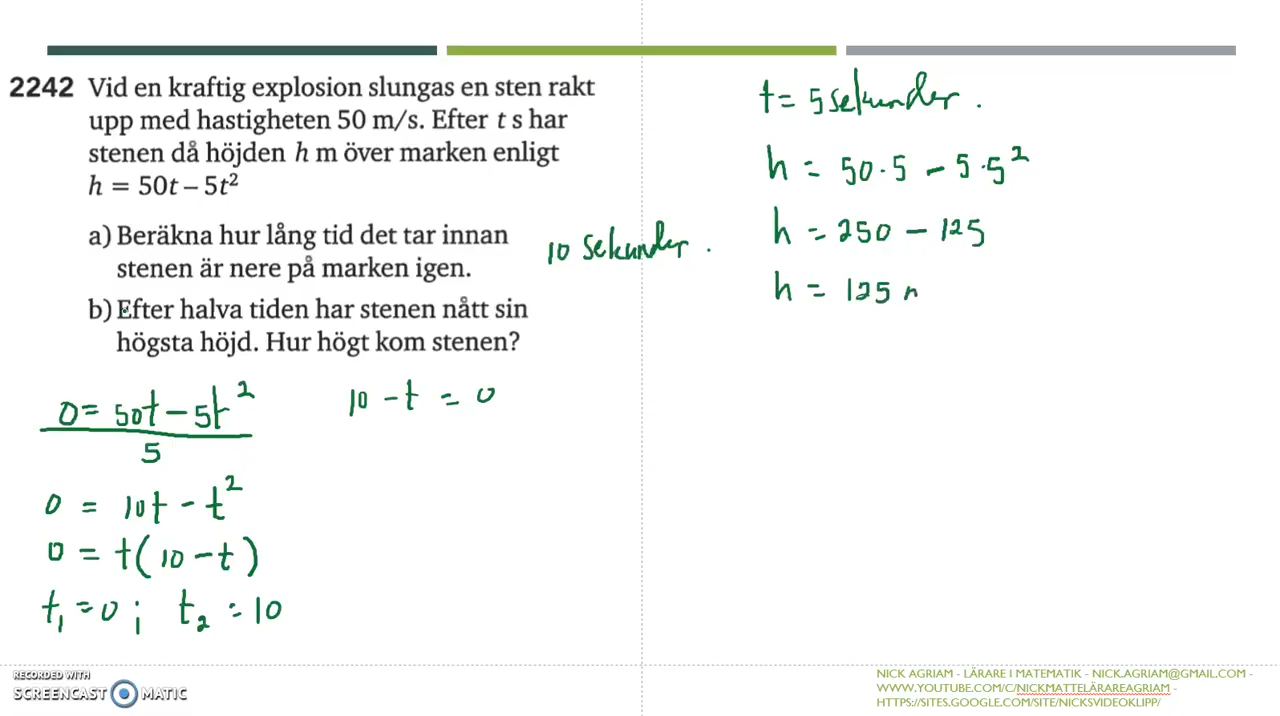 2242 Vid en kraftig explosion slungas en sten rakt
upp med hastigheten 50 m/s. Efter t s har
stenen då höjden h m över marken enligt
h = 50t – 5t²
a) Beräkna hur lång tid det tar innan
stenen är nere på marken igen.
10 sekunder.
b) Efter halva tiden har stenen nått sin
högsta höjd. Hur högt kom stenen?
0 = 50t – 5t²
5
0 = 10t – t²
0 = t(10 – t)
t₁ = 0 ; t₂ = 10
10 – t = 0
t = 5 sekunder.
h = 50·5 – 5·5²
h = 250 – 125
h = 125
RECORDED WITH
SCREENCAST MATIC
NICK AGRIAM - LÄRARE I MATEMATIK - NICK.AGRIAM@GMAIL.COM -
WWW.YOUTUBE.COM/C/NICKMATTELÄRAREAGRIAM -
HTTPS://SITES.GOOGLE.COM/SITE/NICKSVIDEOKLIPP/